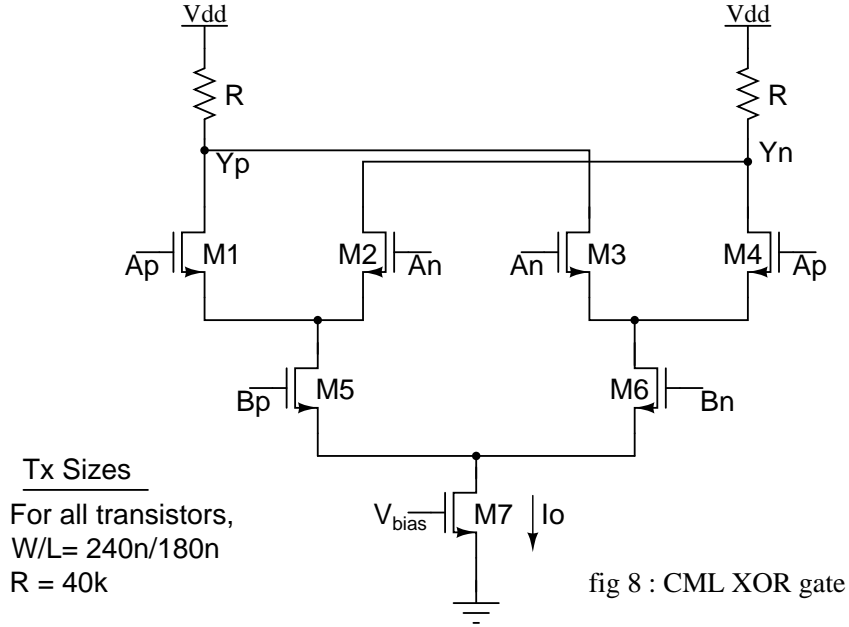 Vdd
Vdd
R
R
Yp
Yn
Ap
M1
M2
An
An
M3
M4
Ap
Bp
M5
M6
Bn
Tx Sizes
For all transistors,
W/L= 240n/180n
R = 40k
Vbias
M7
Io
fig 8 : CML XOR gate